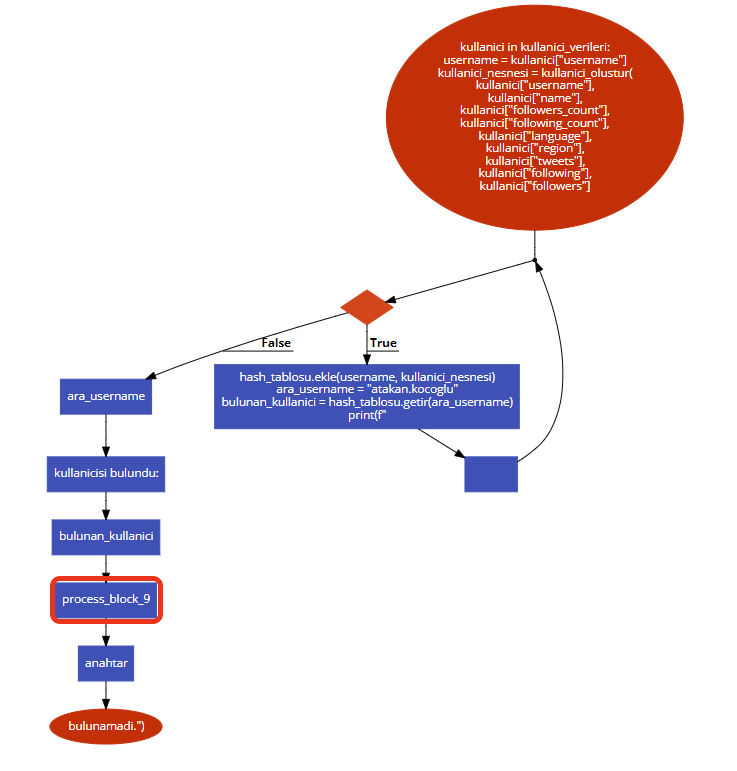 kullanici in kullanici_verileri:
username = kullanici["username"]
kullanici_nesnesi = kullanici_olustur(
kullanici["username"],
kullanici["name"],
kullanici["followers_count"],
kullanici["following_count"],
kullanici["language"],
kullanici["region"],
kullanici["tweets"],
kullanici["following"],
kullanici["followers"]
False
True
hash_tablosu.ekle(username, kullanici_nesnesi)
ara_username = "atakan.kocoglu"
bulunan_kullanici = hash_tablosu.getir(ara_username)
print(f"
ara_username
kullanicisi bulundu:
bulunan_kullanici
process_block_9
anahtar
bulunamadi.")